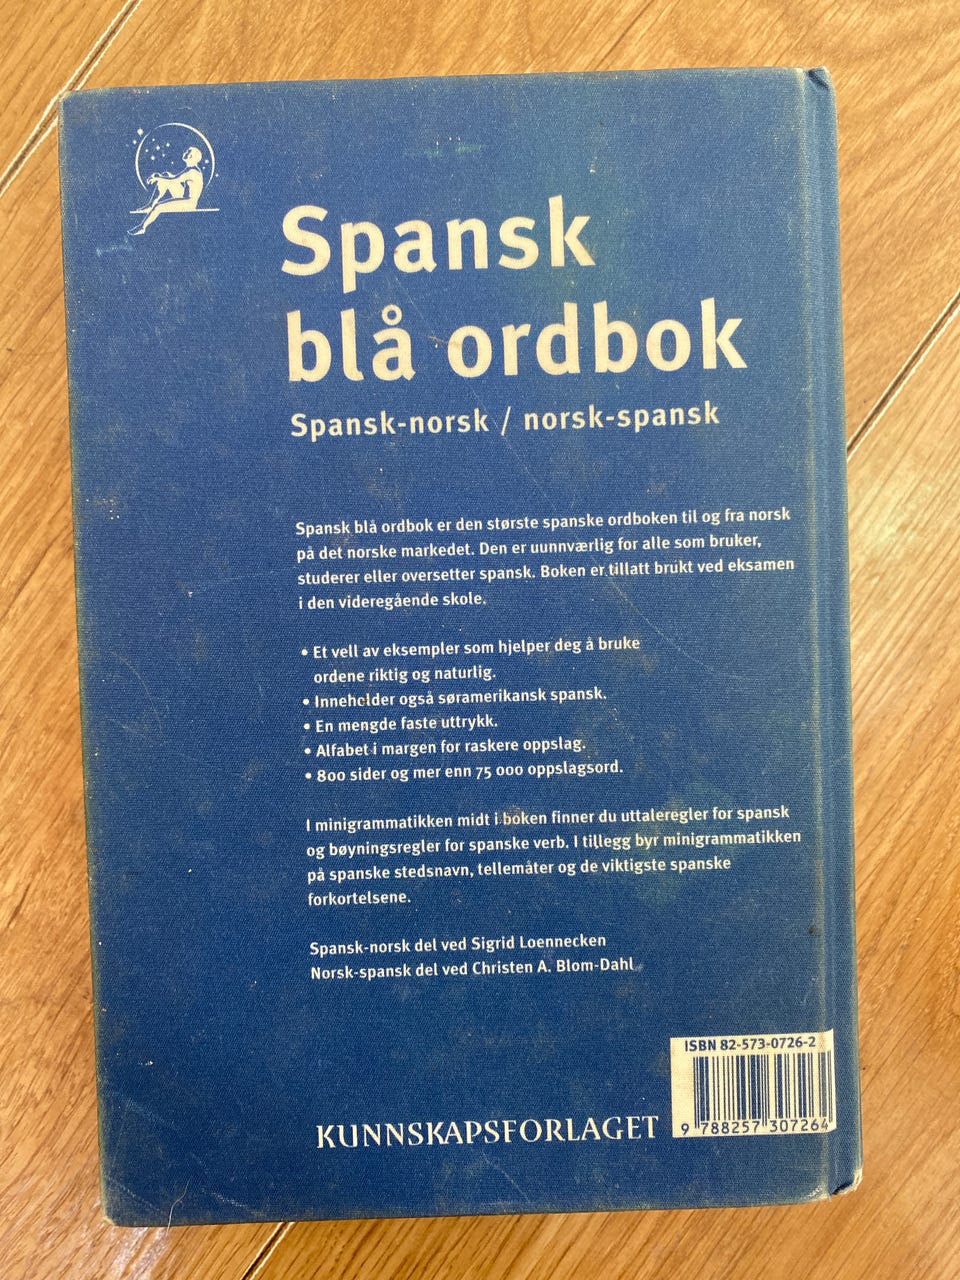 Spansk
blå ordbok
Spansk-norsk / norsk-spansk
Spansk blå ordbok er den største spanske ordboken til og fra norsk
på det norske markedet. Den er uunnværlig for alle som bruker,
studerer eller oversetter spansk. Boken er tillatt brukt ved eksamen
i den videregående skole.
• Et vell av eksempler som hjelper deg å bruke
ordene riktig og naturlig.
• Inneholder også søramerikansk spansk.
• En mengde faste uttrykk.
• Alfabet i margen for raskere oppslag.
• 800 sider og mer enn 75 000 oppslagsord.
I minigrammatikken midt i boken finner du uttaleregler for spansk
og bøyningsregler for spanske verb. I tillegg byr minigrammatikken
på spanske stedsnavn, tellemåter og de viktigste spanske
forkortelsene.
Spansk-norsk del ved Sigrid Loennecken
Norsk-spansk del ved Christen A. Blom-Dahl
ISBN 82-573-0726-2
9 788257 307264
KUNNSKAPSFORLAGET